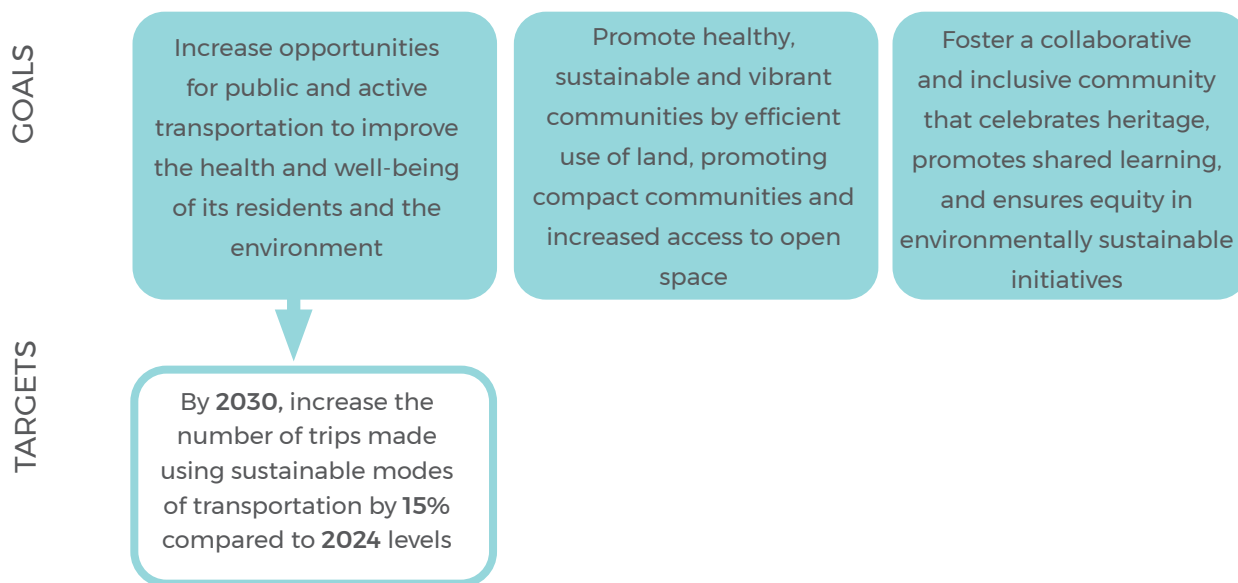 GOALS
Increase opportunities
for public and active
transportation to improve
the health and well-being
of its residents and the
environment
Promote healthy,
sustainable and vibrant
communities by efficient
use of land, promoting
compact communities and
increased access to open
space
Foster a collaborative
and inclusive community
that celebrates heritage,
promotes shared learning,
and ensures equity in
environmentally sustainable
initiatives
TARGETS
By 2030, increase the
number of trips made
using sustainable modes
of transportation by 15%
compared to 2024 levels